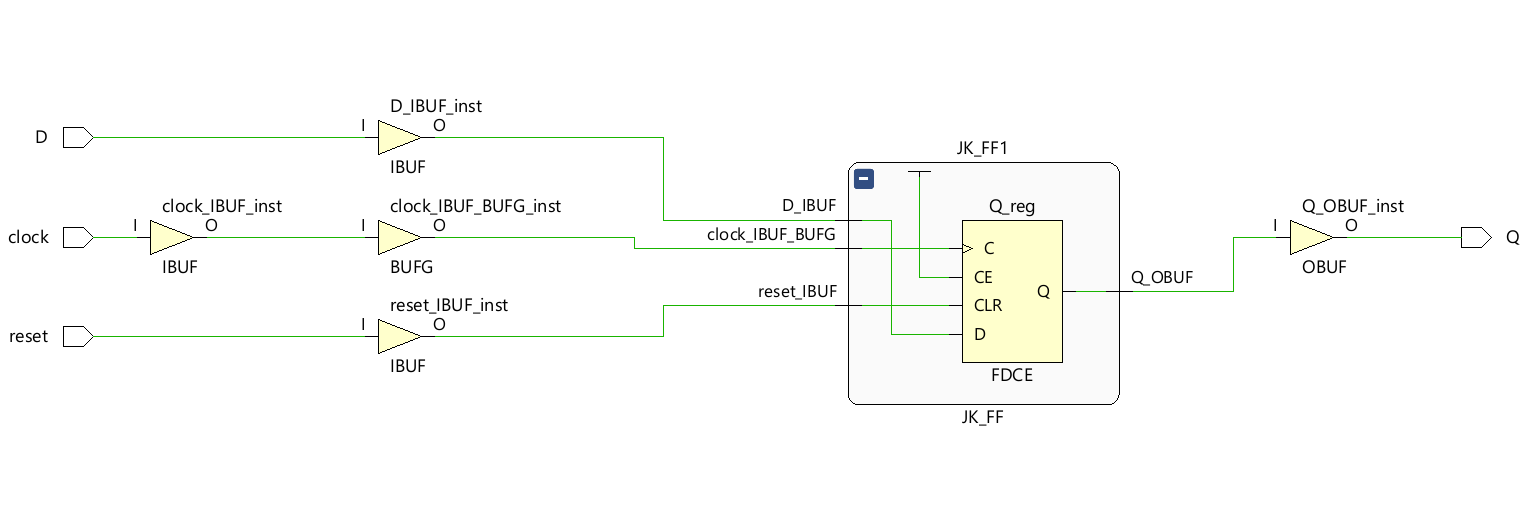 D_IBUF_inst
D
I
O
IBUF
JK_FF1
clock_IBUF_inst
clock_IBUF_BUFG_inst
D_IBUF
Q_reg
Q_OBUF_inst
clock
I
O
I
O
clock_IBUF_BUFG
C
I
O
Q
IBUF
BUFG
CE
Q_OBUF
OBUF
reset_IBUF_inst
reset_IBUF
CLR
Q
reset
I
O
D
IBUF
FDCE
JK_FF